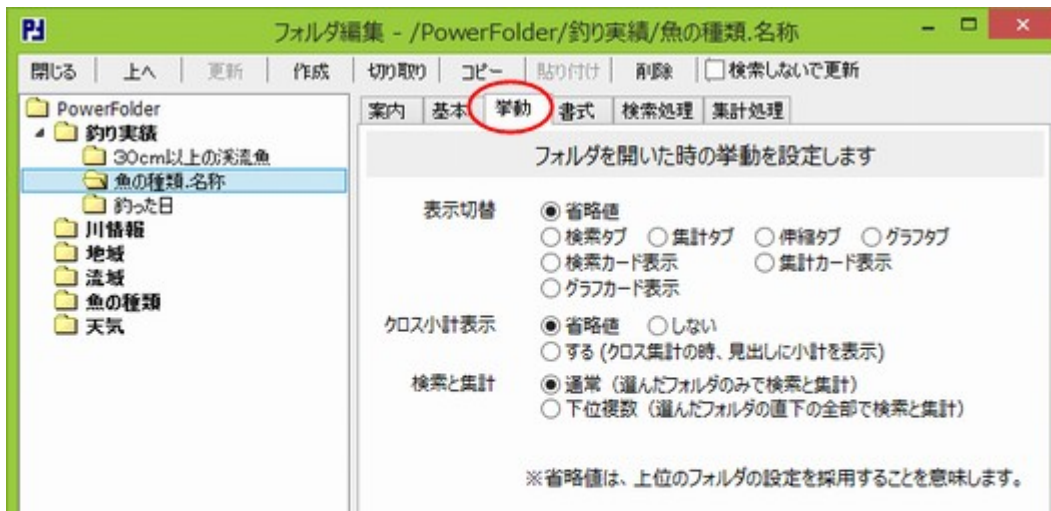 フォルダ編集 - /PowerFolder/釣り実績/魚の種類.名称
閉じる 上へ 更新 作成 切り取り コピー 貼り付け 削除 検索しないで更新
PowerFolder
釣り実績
30cm以上の渓流魚
魚の種類.名称
釣った日
川情報
地域
流域
魚の種類
天気
案内 基本 挙動 書式 検索処理 集計処理
フォルダを開いた時の挙動を設定します
表示切替 省略値
検索タブ 集計タブ 伸縮タブ グラフタブ
検索カード表示 集計カード表示
グラフカード表示
クロス小計表示 省略値 しない
する (クロス集計の時、見出しに小計を表示)
検索と集計 通常 (選んだフォルダのみで検索と集計)
下位複数 (選んだフォルダの直下の全部で検索と集計)
※省略値は、上位のフォルダの設定を採用することを意味します。